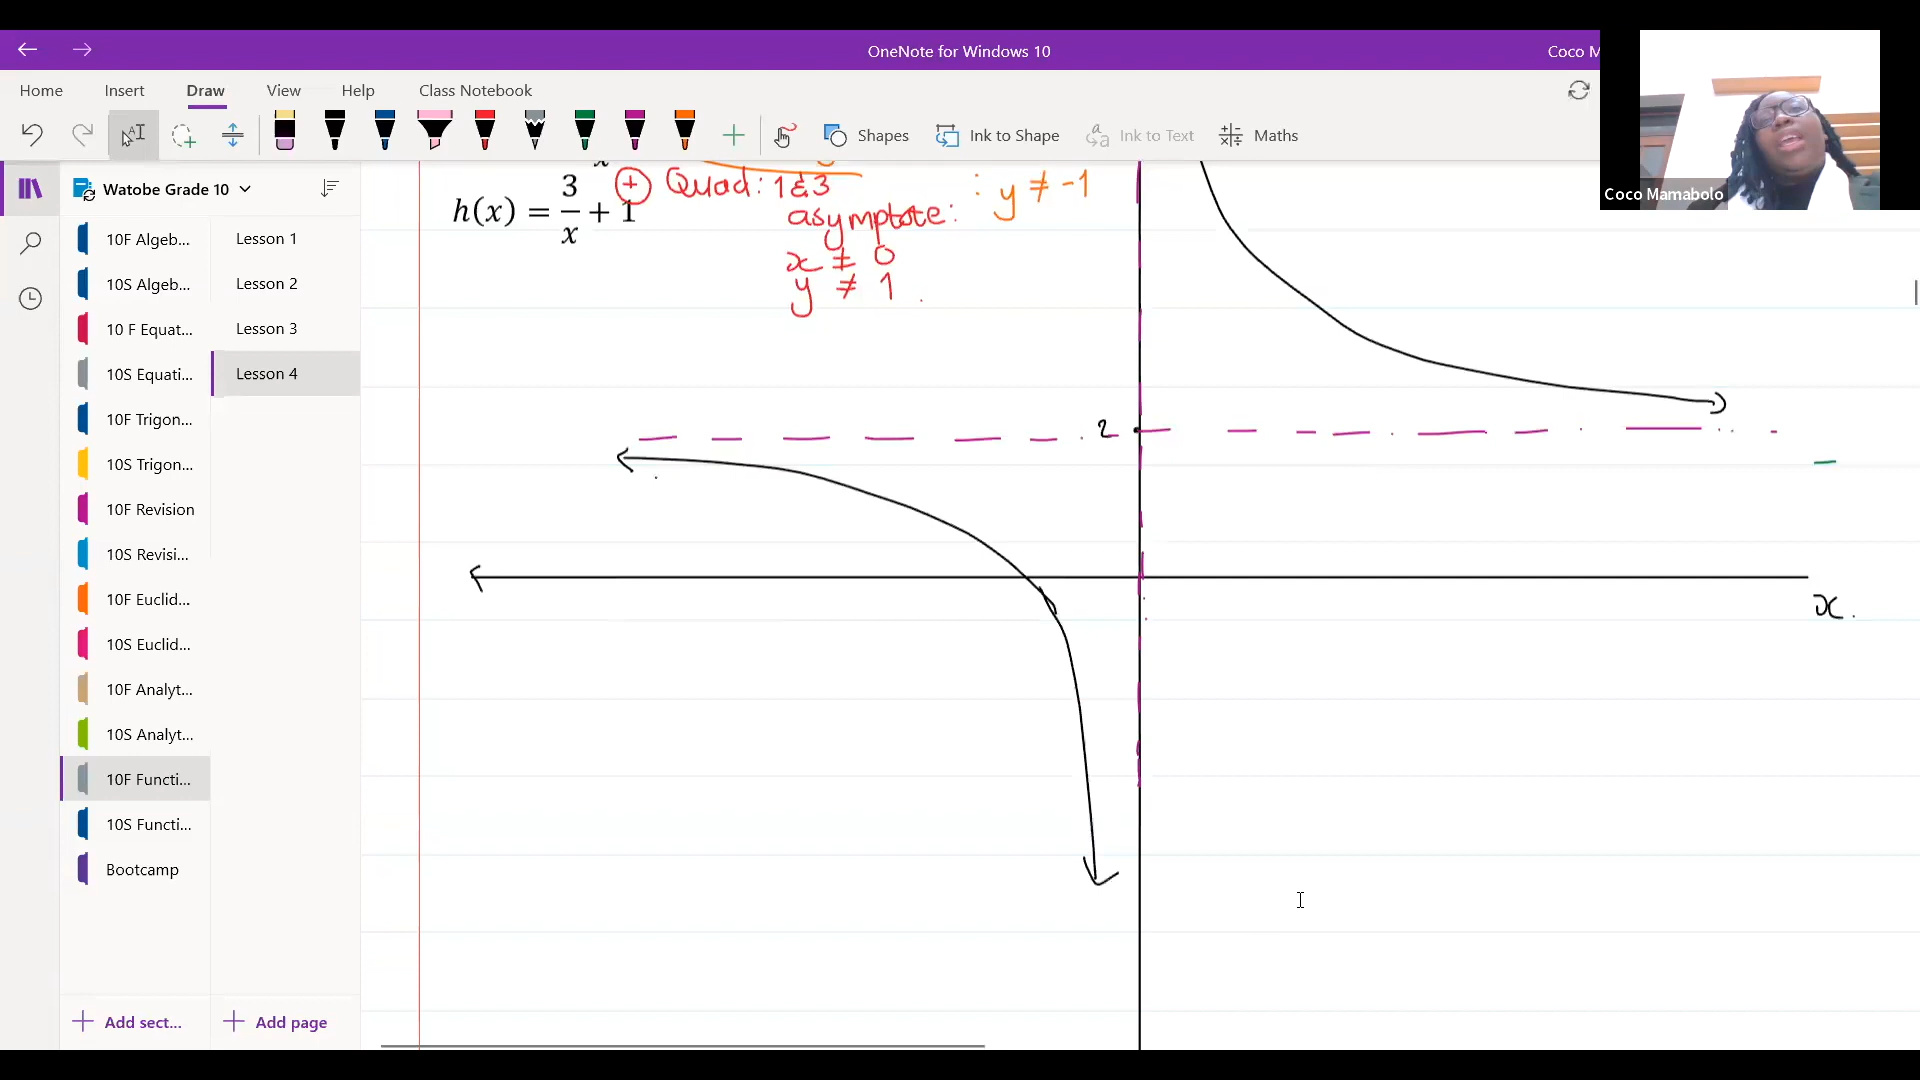 OneNote for Windows 10
Coco M
Home
Insert
Draw
View
Help
Class Notebook
Shapes
Ink to Shape
Ink to Text
Maths
Coco Mamabolo
Watobe Grade 10
10F Algeb...
10S Algeb...
10 F Equat...
10S Equati...
10F Trigon...
10S Trigon...
10F Revision
10S Revisi...
10F Euclid...
10S Euclid...
10F Analyt...
10S Analyt...
10F Functi...
10S Functi...
Bootcamp
Add sect...
Lesson 1
Lesson 2
Lesson 3
Lesson 4
Add page
h(x) = 3/x + 1
+ Quad: 1 & 3
asymptote:
x ≠ 0
y ≠ 1
: y ≠ -1
2
x